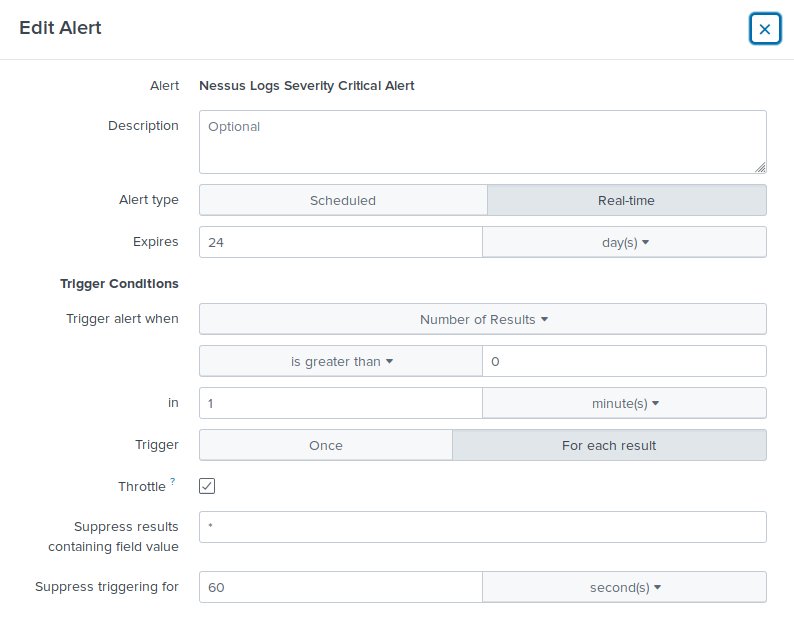 Edit Alert
Alert Nessus Logs Severity Critical Alert
Description Optional
Alert type Scheduled Real-time
Expires 24 day(s)
Trigger Conditions
Trigger alert when Number of Results
is greater than 0
in 1 minute(s)
Trigger Once For each result
Throttle ?
Suppress results
containing field value *
Suppress triggering for 60 second(s)